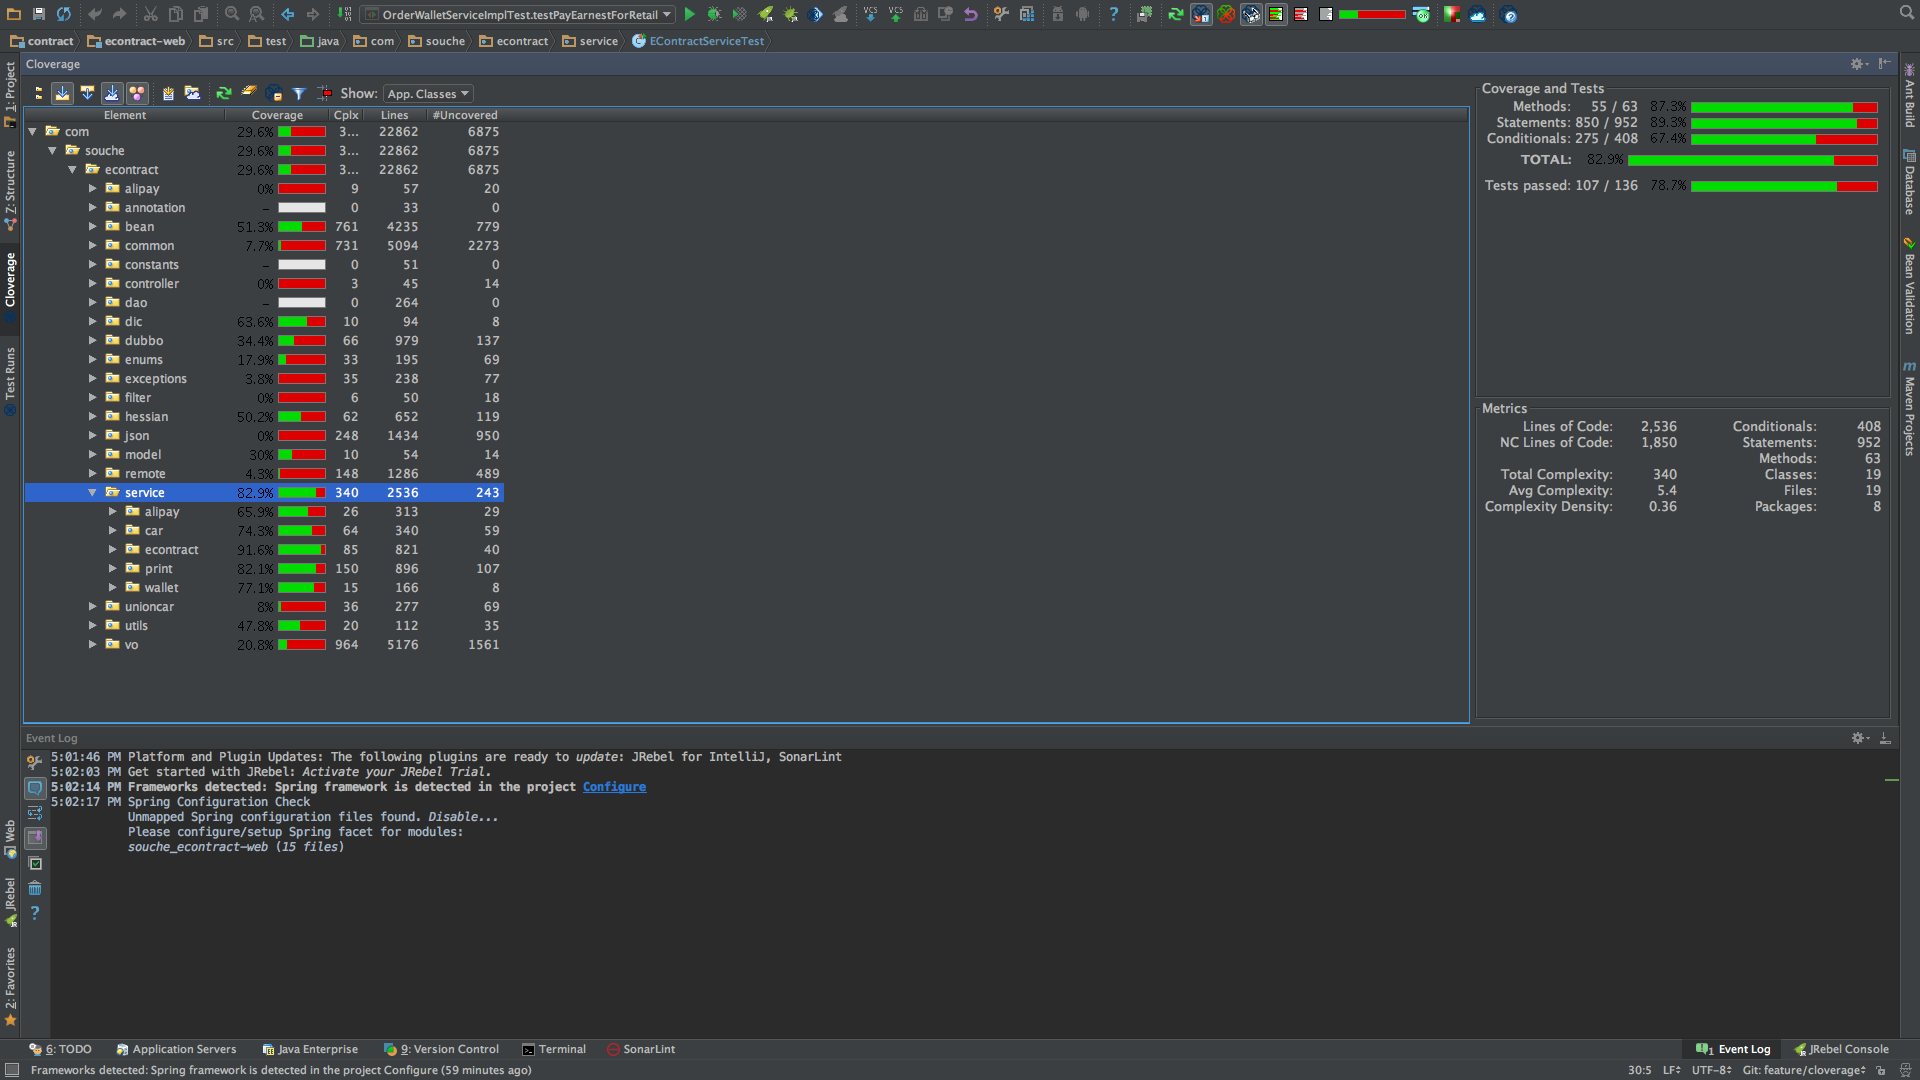 OrderWalletServiceImplTest.testPayEarnestForRetail
contract
econtract-web
src
test
java
com
souche
econtract
service
EContractServiceTest
Cloverage
Show: App. Classes
Element Coverage Cplx Lines #Uncovered
com 29.6% 3... 22862 6875
souche 29.6% 3... 22862 6875
econtract 29.6% 3... 22862 6875
alipay 0% 9 57 20
annotation – 0 33 0
bean 51.3% 761 4235 779
common 7.7% 731 5094 2273
constants – 0 51 0
controller 0% 3 45 14
dao – 0 264 0
dic 63.6% 10 94 8
dubbo 34.4% 66 979 137
enums 17.9% 33 195 69
exceptions 3.8% 35 238 77
filter 0% 6 50 18
hessian 50.2% 62 652 119
json 0% 248 1434 950
model 30% 10 54 14
remote 4.3% 148 1286 489
service 82.9% 340 2536 243
alipay 65.9% 26 313 29
car 74.3% 64 340 59
econtract 91.6% 85 821 40
print 82.1% 150 896 107
wallet 77.1% 15 166 8
unioncar 8% 36 277 69
utils 47.8% 20 112 35
vo 20.8% 964 5176 1561
Coverage and Tests
Methods: 55 / 63 87.3%
Statements: 850 / 952 89.3%
Conditionals: 275 / 408 67.4%
TOTAL: 82.9%
Tests passed: 107 / 136 78.7%
Metrics
Lines of Code: 2,536 Conditionals: 408
NC Lines of Code: 1,850 Statements: 952
Methods: 63
Total Complexity: 340 Classes: 19
Avg Complexity: 5.4 Files: 19
Complexity Density: 0.36 Packages: 8
1: Project
Z: Structure
Cloverage
Test Runs
Web
JRebel
2: Favorites
Ant Build
Database
Bean Validation
Maven Projects
Event Log
5:01:46 PM Platform and Plugin Updates: The following plugins are ready to update: JRebel for IntelliJ, SonarLint
5:02:03 PM Get started with JRebel: Activate your JRebel Trial.
5:02:14 PM Frameworks detected: Spring framework is detected in the project Configure
5:02:17 PM Spring Configuration Check
Unmapped Spring configuration files found. Disable...
Please configure/setup Spring facet for modules:
souche_econtract-web (15 files)
6: TODO
Application Servers
Java Enterprise
9: Version Control
Terminal
SonarLint
1 Event Log
JRebel Console
Frameworks detected: Spring framework is detected in the project Configure (59 minutes ago)
30:5 LF UTF-8 Git: feature/cloverage